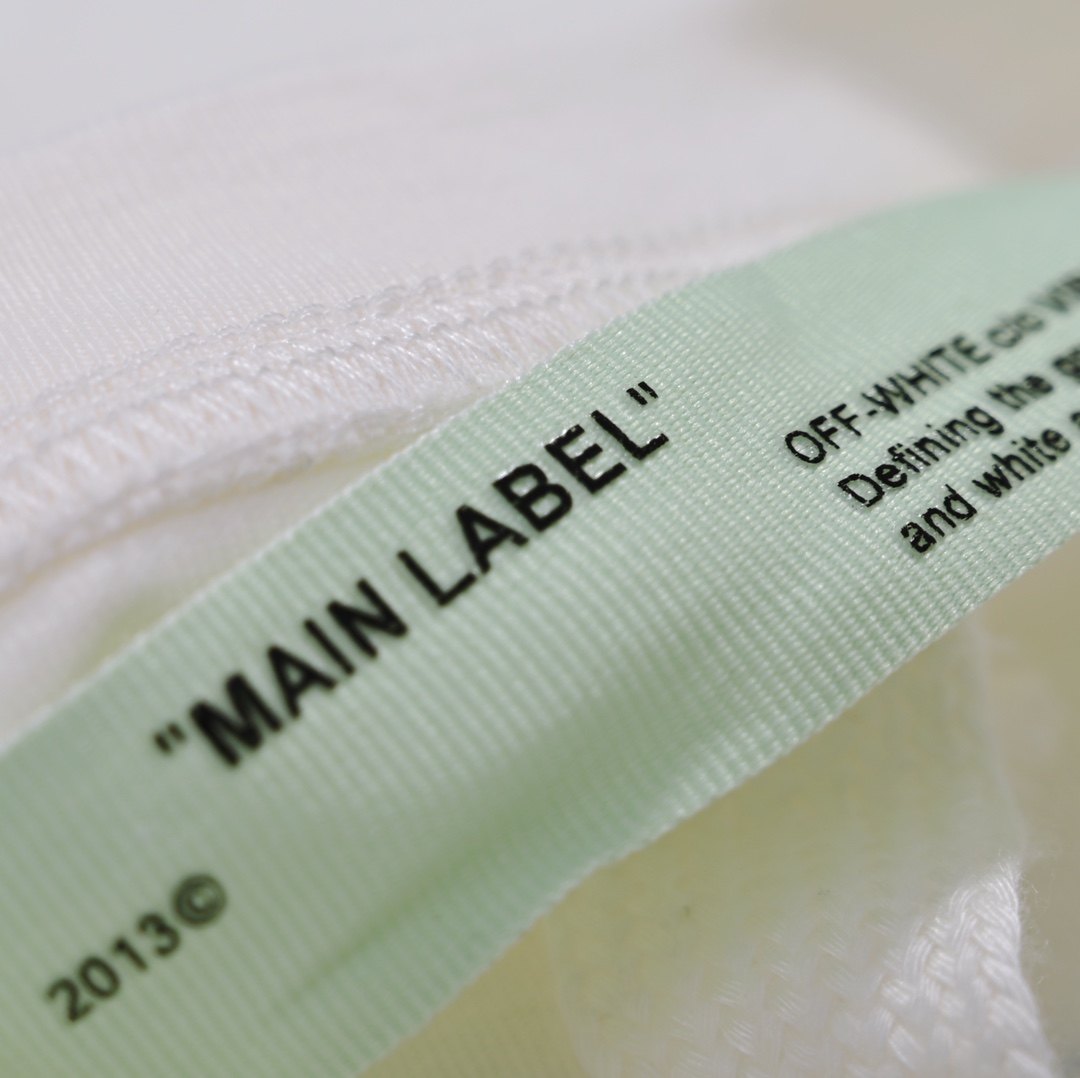 "MAIN LABEL"
2013©
OFF-WHITE c/o
Defining the
and white